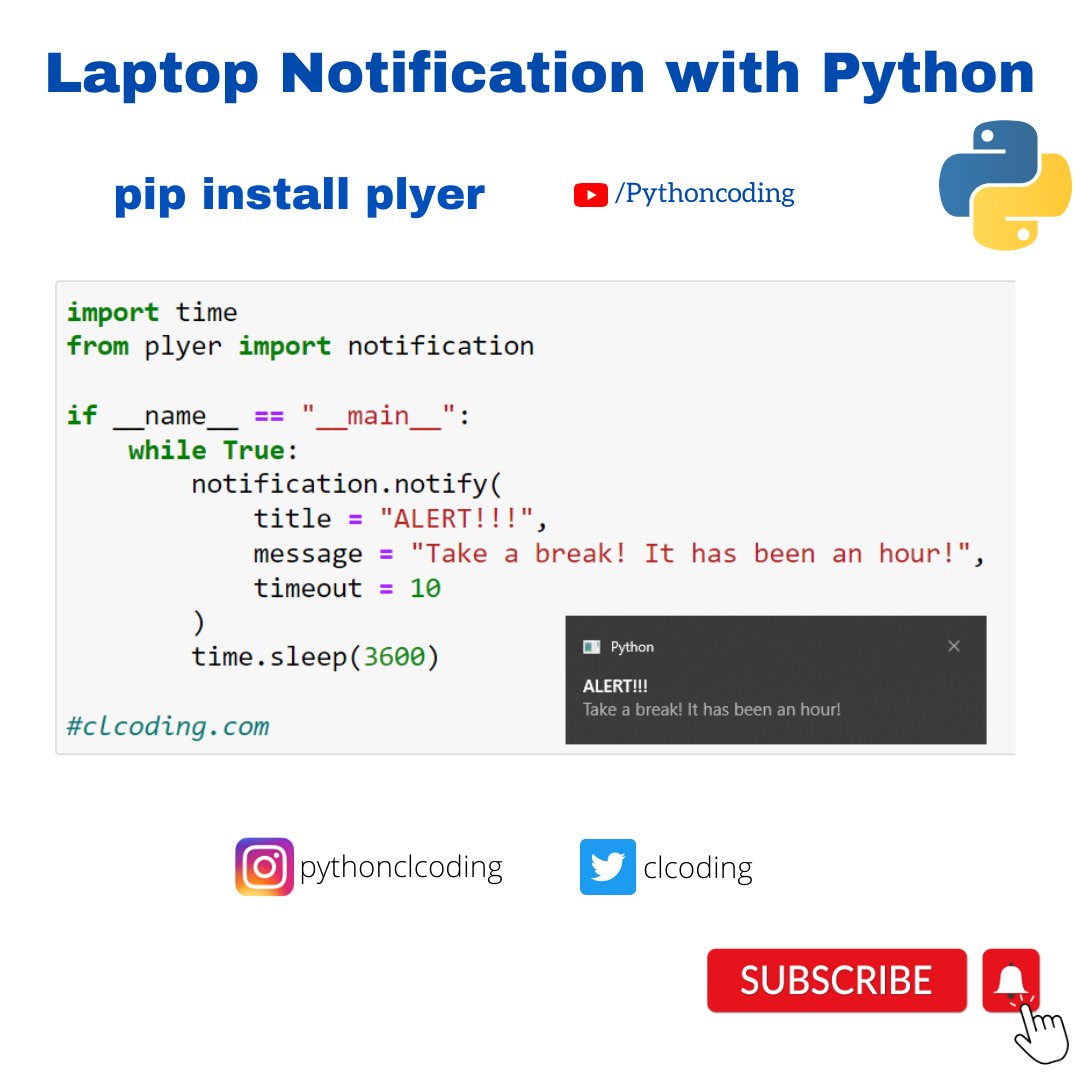 Laptop Notification with Python
pip install plyer
/Pythoncoding
import time
from plyer import notification
if __name__ == "__main__":
    while True:
        notification.notify(
            title = "ALERT!!!",
            message = "Take a break! It has been an hour!",
            timeout = 10
        )
        time.sleep(3600)
#clcoding.com
Python
ALERT!!!
Take a break! It has been an hour!
pythonclcoding
clcoding
SUBSCRIBE